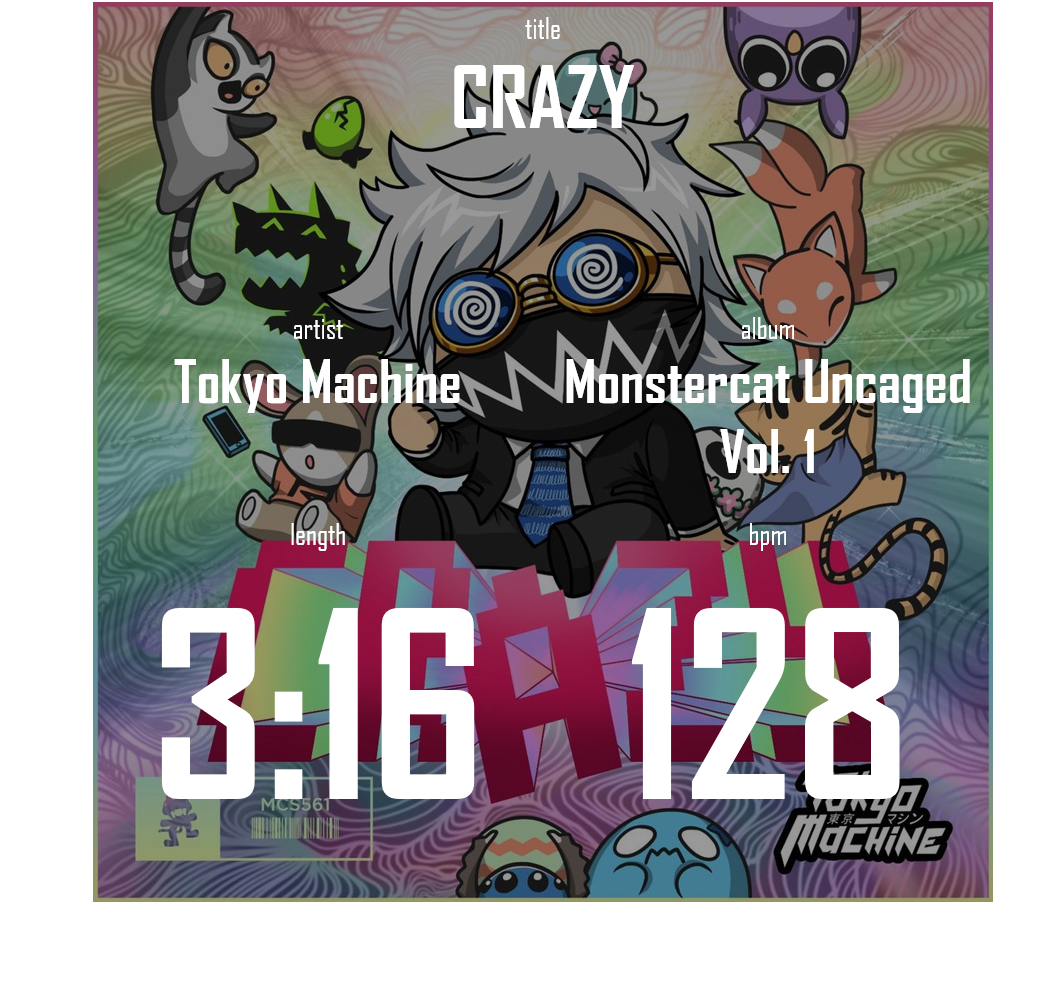 title
CRAZY
artist
Tokyo Machine
album
Monstercat Uncaged
Vol. 1
length
3:16
bpm
128
CRAZY
MCS561
Tokyo
東京 マシン
MACHINE